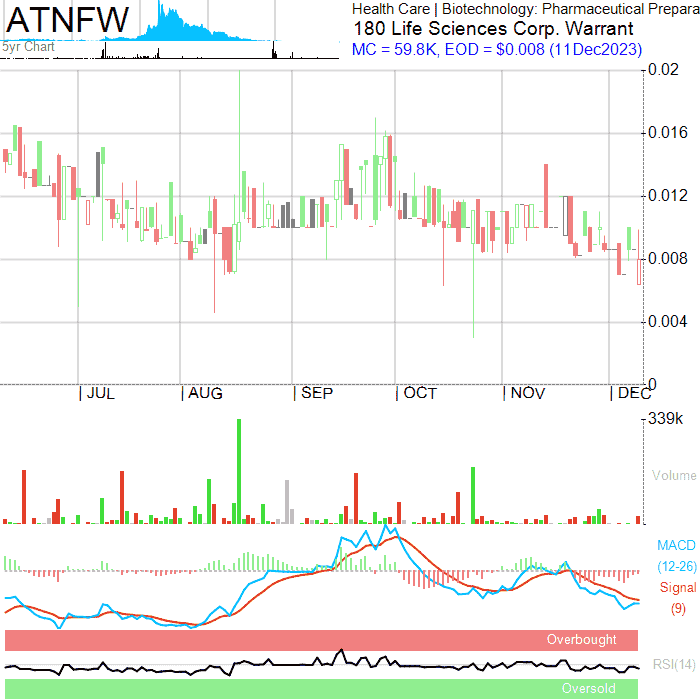 ATNFW
5yr Chart
Health Care | Biotechnology: Pharmaceutical Prepara
180 Life Sciences Corp. Warrant
MC = 59.8K, EOD = $0.008 (11Dec2023)
0.02
0.016
0.012
0.008
0.004
0
JUL AUG SEP OCT NOV DEC
339k
Volume
MACD
(12-26)
Signal
(9)
Overbought
RSI(14)
Oversold